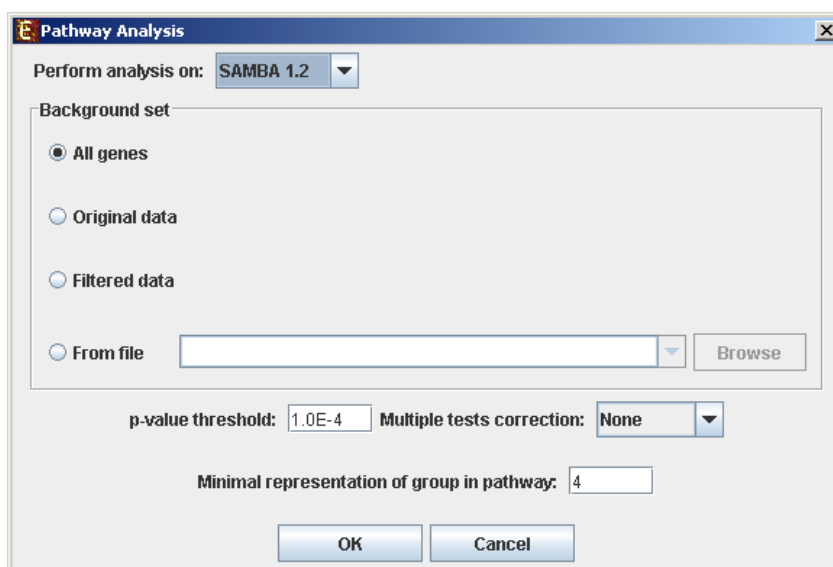 Pathway Analysis
Perform analysis on: SAMBA 1.2
Background set
All genes
Original data
Filtered data
From file Browse
p-value threshold: 1.0E-4 Multiple tests correction: None
Minimal representation of group in pathway: 4
OK Cancel